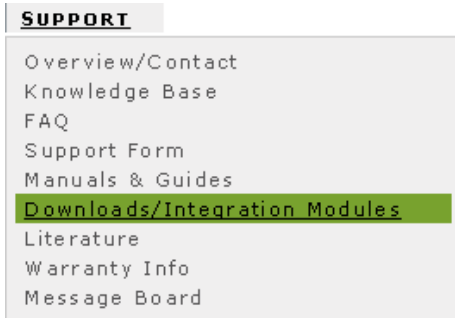 SUPPORT
Overview/Contact
Knowledge Base
FAQ
Support Form
Manuals & Guides
Downloads/Integration Modules
Literature
Warranty Info
Message Board